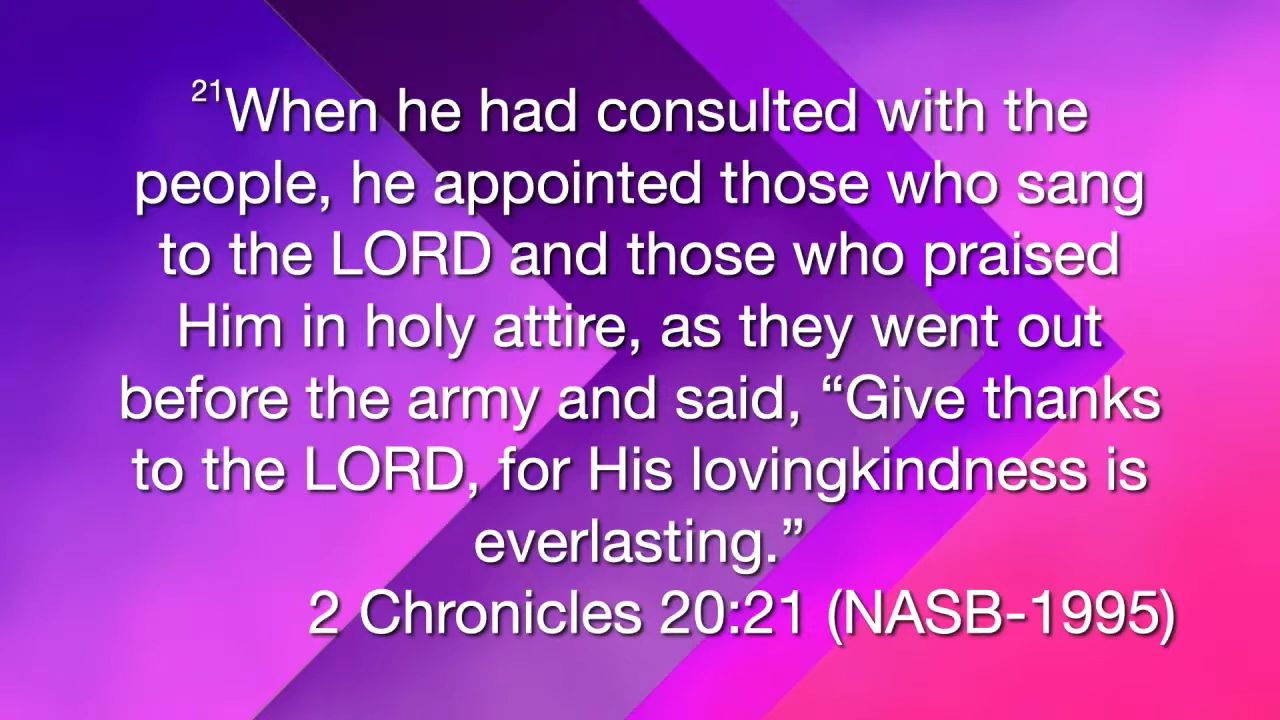 ²¹When he had consulted with the
people, he appointed those who sang
to the LORD and those who praised
Him in holy attire, as they went out
before the army and said, “Give thanks
to the LORD, for His lovingkindness is
everlasting.”
2 Chronicles 20:21 (NASB-1995)